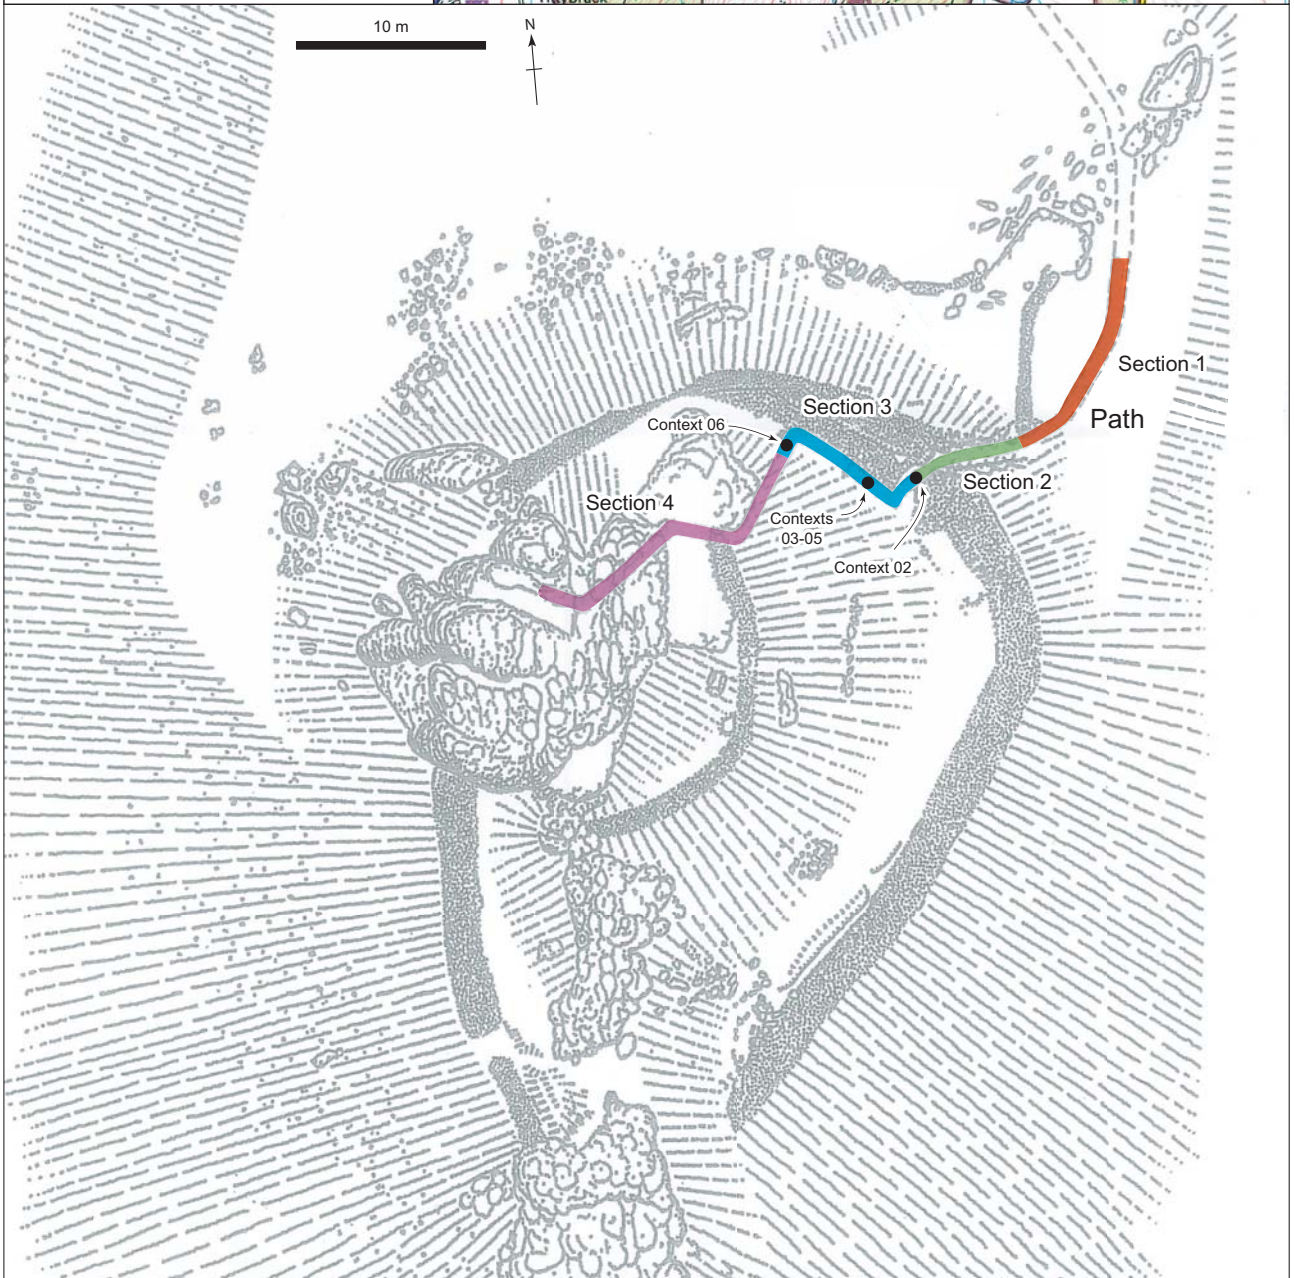 10 m
N
Section 1
Path
Section 3
Context 06
Section 2
Section 4
Contexts
03-05
Context 02